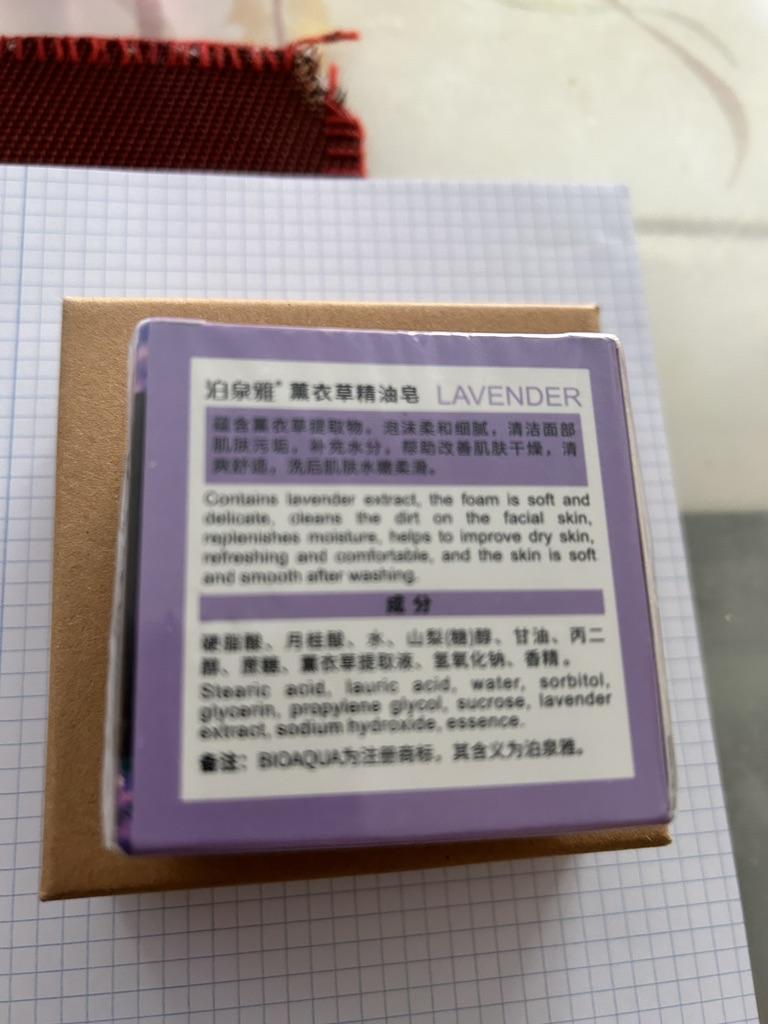 泊泉雅® 薰衣草精油皂 LAVENDER
蕴含薰衣草提取物，泡沫柔和细腻，清洁面部
肌肤污垢，补充水分，帮助改善肌肤干燥，清
爽舒适，洗后肌肤水嫩柔滑。
Contains lavender extract, the foam is soft and
delicate, cleans the dirt on the facial skin,
replenishes moisture, helps to improve dry skin,
refreshing and comfortable, and the skin is soft
and smooth after washing.
成分
硬脂酸、月桂酸、水、山梨(糖)醇、甘油、丙二
醇、蔗糖、薰衣草提取液、氢氧化钠、香精。
Stearic acid, lauric acid, water, sorbitol,
glycerin, propylene glycol, sucrose, lavender
extract, sodium hydroxide, essence.
备注：BIOAQUA为注册商标，其含义为泊泉雅。